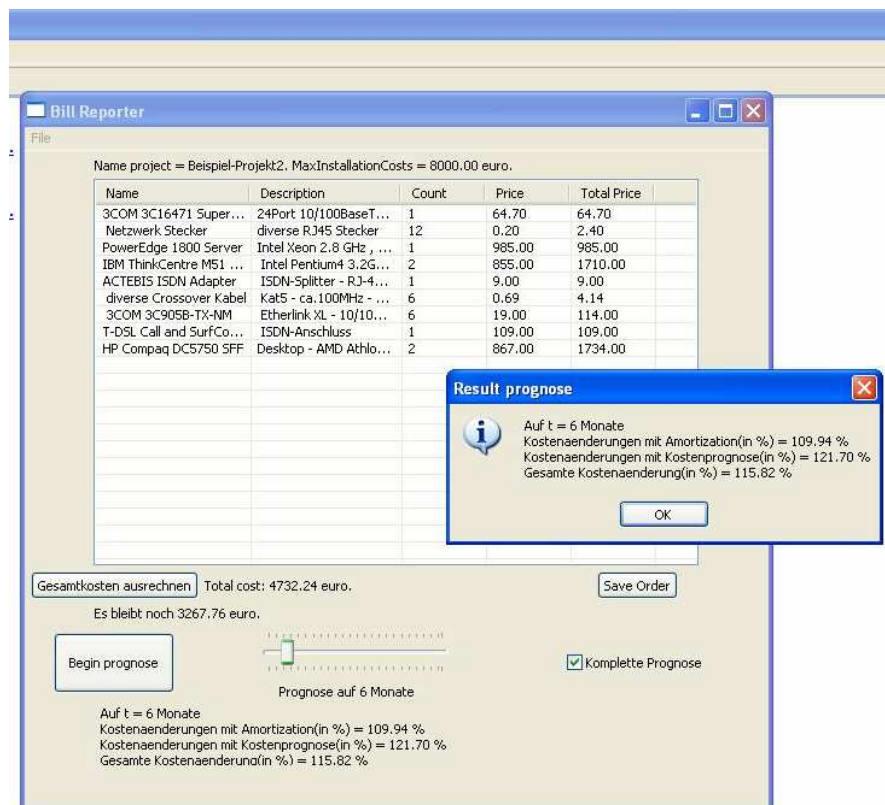 Bill Reporter
File
Name project = Beispiel-Projekt2. MaxInstallationCosts = 8000.00 euro.
Name Description Count Price Total Price
3COM 3C16471 Super... 24Port 10/100BaseT... 1 64.70 64.70
Netzwerk Stecker diverse RJ45 Stecker 12 0.20 2.40
PowerEdge 1800 Server Intel Xeon 2.8 GHz , ... 1 985.00 985.00
IBM ThinkCentre M51 ... Intel Pentium4 3.2G... 2 855.00 1710.00
ACTEBIS ISDN Adapter ISDN-Splitter - RJ-4... 1 9.00 9.00
diverse Crossover Kabel Kat5 - ca.100MHz - ... 6 0.69 4.14
3COM 3C905B-TX-NM Etherlink XL - 10/10... 6 19.00 114.00
T-DSL Call and SurfCo... ISDN-Anschluss 1 109.00 109.00
HP Compaq DC5750 SFF Desktop - AMD Athlo... 2 867.00 1734.00
Result prognose
Auf t = 6 Monate
Kostenaenderungen mit Amortization(in %) = 109.94 %
Kostenaenderungen mit Kostenprognose(in %) = 121.70 %
Gesamte Kostenaenderung(in %) = 115.82 %
OK
Gesamtkosten ausrechnen Total cost: 4732.24 euro. Save Order
Es bleibt noch 3267.76 euro.
Begin prognose Komplette Prognose
Prognose auf 6 Monate
Auf t = 6 Monate
Kostenaenderungen mit Amortization(in %) = 109.94 %
Kostenaenderungen mit Kostenprognose(in %) = 121.70 %
Gesamte Kostenaenderung(in %) = 115.82 %